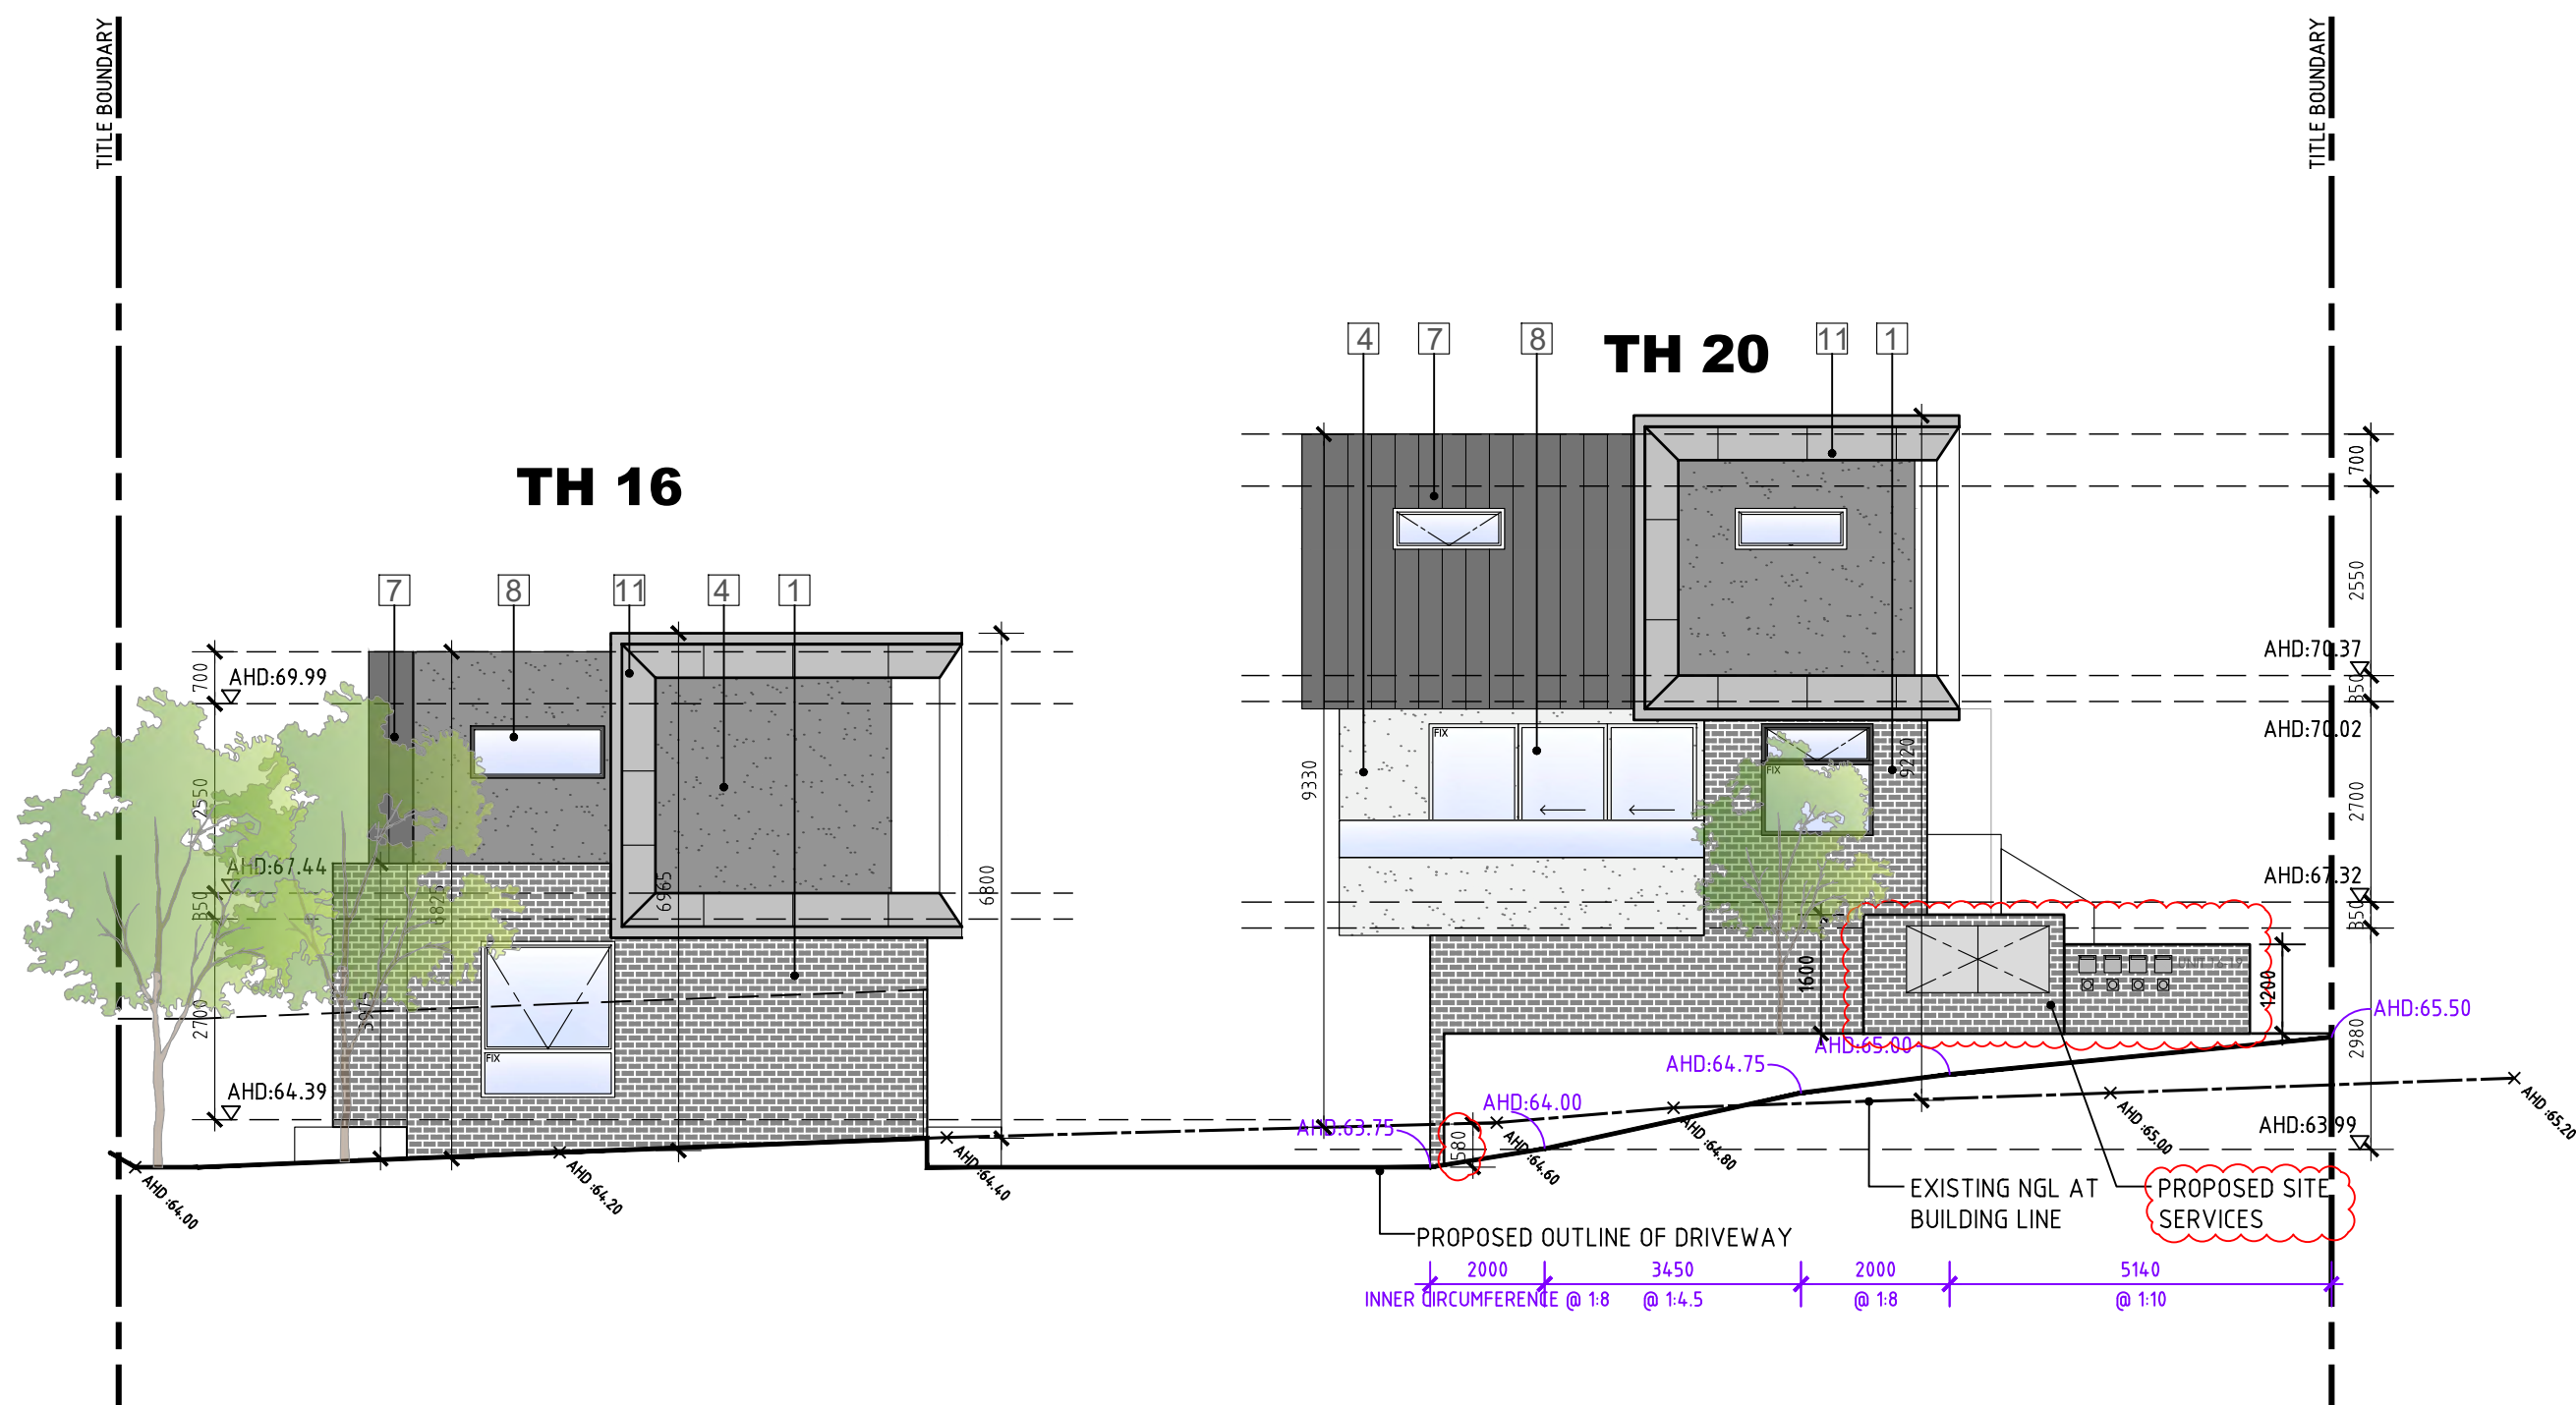 TITLE BOUNDARY
TITLE BOUNDARY
TH 20
4
7
8
11
1
TH 16
7
8
11
4
1
700
AHD:69.99
2550
AHD:67.44
350
2700
AHD:64.39
3975
6825
6965
6800
9330
9220
FIX
FIX
FIX
700
2550
AHD:70.37
350
AHD:70.02
2700
AHD:67.32
350
2980
AHD:63.99
1600
1200
AHD:65.50
AHD:65.00
AHD:64.75
AHD:64.00
AHD:63.75
580
AHD:64.00
AHD:64.20
AHD:64.40
AHD:64.60
AHD:64.80
AHD:65.00
AHD:65.20
EXISTING NGL AT
BUILDING LINE
PROPOSED SITE
SERVICES
PROPOSED OUTLINE OF DRIVEWAY
2000
3450
2000
5140
INNER CIRCUMFERENCE @ 1:8
@ 1:4.5
@ 1:8
@ 1:10